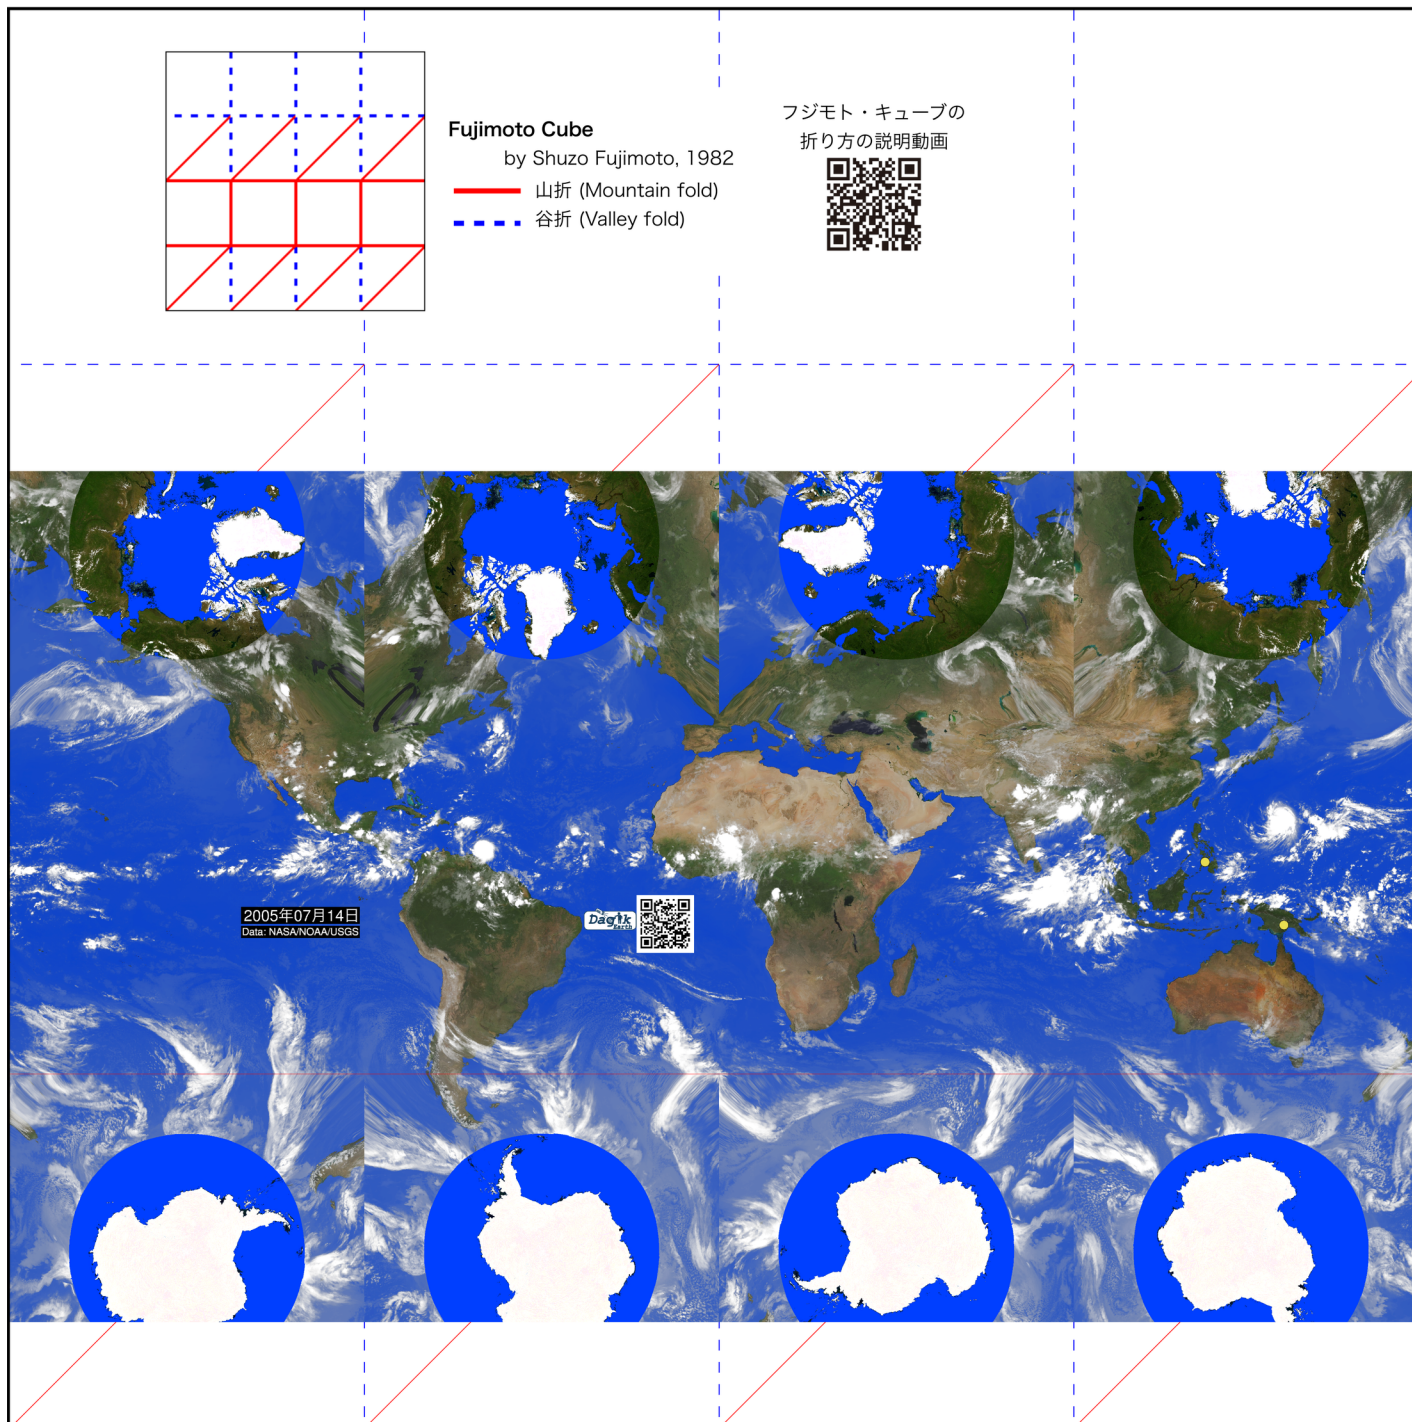 Fujimoto Cube
by Shuzo Fujimoto, 1982
山折 (Mountain fold)
谷折 (Valley fold)
フジモト・キューブの
折り方の説明動画
2005年07月14日
Data: NASA/NOAA/USGS
Dagik
Earth